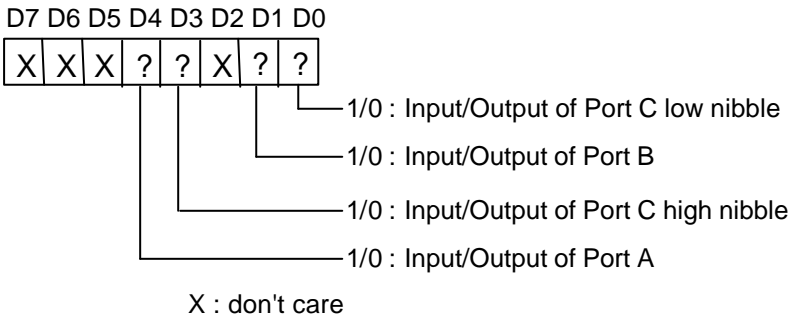 D7 D6 D5 D4 D3 D2 D1 D0
X X X ? ? X ? ?
1/0 : Input/Output of Port C low nibble
1/0 : Input/Output of Port B
1/0 : Input/Output of Port C high nibble
1/0 : Input/Output of Port A
X : don't care